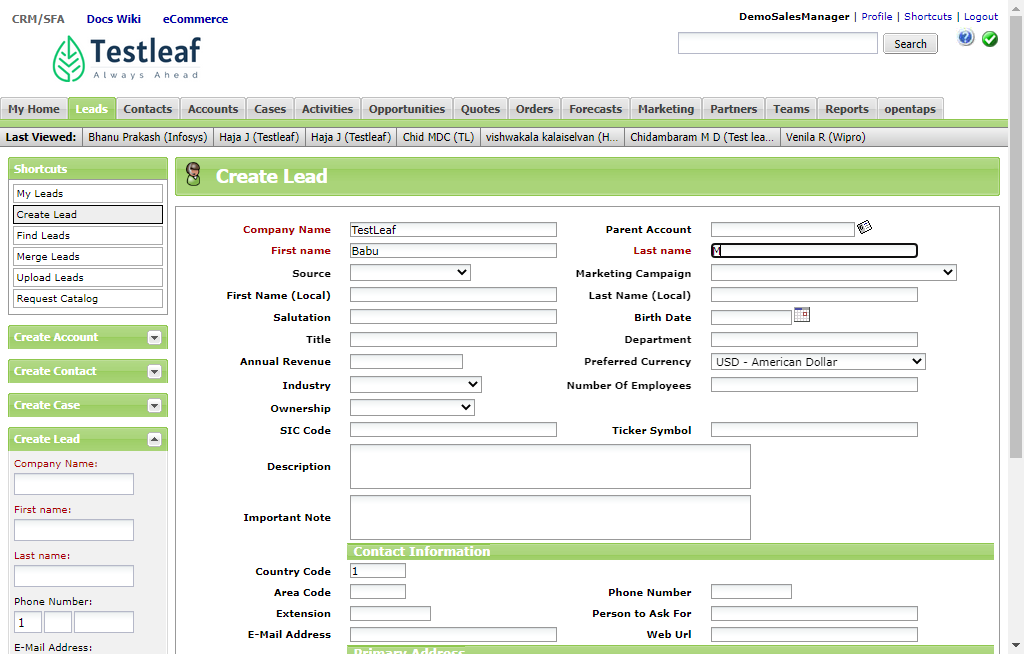 CRM/SFA Docs Wiki eCommerce
DemoSalesManager | Profile | Shortcuts | Logout
Testleaf
Always Ahead
Search
My Home Leads Contacts Accounts Cases Activities Opportunities Quotes Orders Forecasts Marketing Partners Teams Reports opentaps
Last Viewed: Bhanu Prakash (Infosys) Haja J (Testleaf) Haja J (Testleaf) Chid MDC (TL) vishwakala kalaiselvan (H... Chidambaram M D (Test lea... Venila R (Wipro)
Shortcuts
My Leads
Create Lead
Find Leads
Merge Leads
Upload Leads
Request Catalog
Create Account
Create Contact
Create Case
Create Lead
Company Name:
First name:
Last name:
Phone Number:
1
E-Mail Address:
Create Lead
Company Name TestLeaf Parent Account
First name Babu Last name M
Source Marketing Campaign
First Name (Local) Last Name (Local)
Salutation Birth Date
Title Department
Annual Revenue Preferred Currency USD - American Dollar
Industry Number Of Employees
Ownership
SIC Code Ticker Symbol
Description
Important Note
Contact Information
Country Code 1
Area Code Phone Number
Extension Person to Ask For
E-Mail Address Web Url
Primary Address